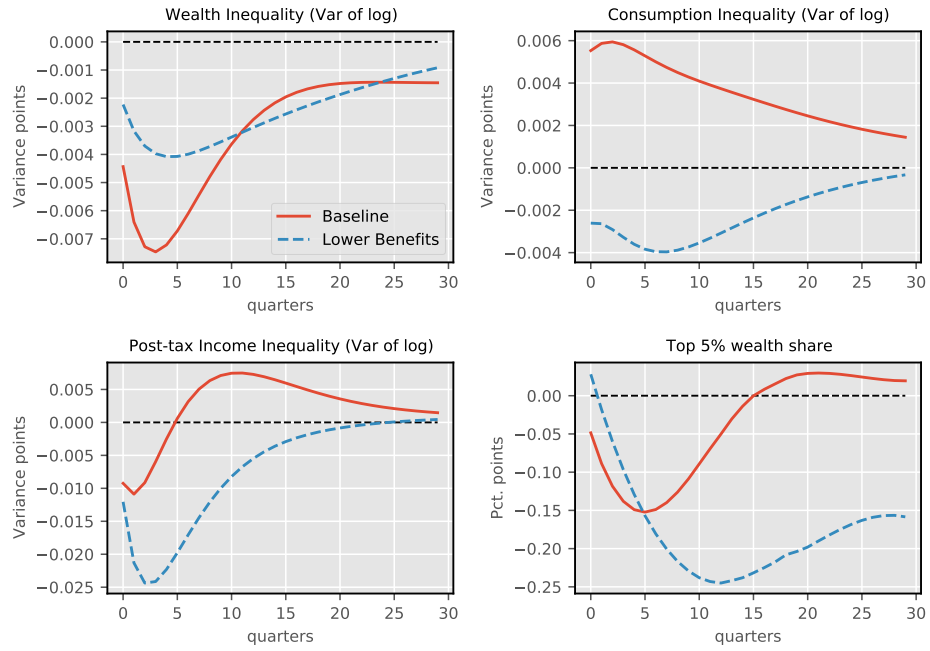 Wealth Inequality (Var of log)
Variance points
0.000
−0.001
−0.002
−0.003
−0.004
−0.005
−0.006
−0.007
Baseline
Lower Benefits
0 5 10 15 20 25 30
quarters
Consumption Inequality (Var of log)
Variance points
0.006
0.004
0.002
0.000
−0.002
−0.004
0 5 10 15 20 25 30
quarters
Post-tax Income Inequality (Var of log)
Variance points
0.005
0.000
−0.005
−0.010
−0.015
−0.020
−0.025
0 5 10 15 20 25 30
quarters
Top 5% wealth share
Pct. points
0.00
−0.05
−0.10
−0.15
−0.20
−0.25
0 5 10 15 20 25 30
quarters